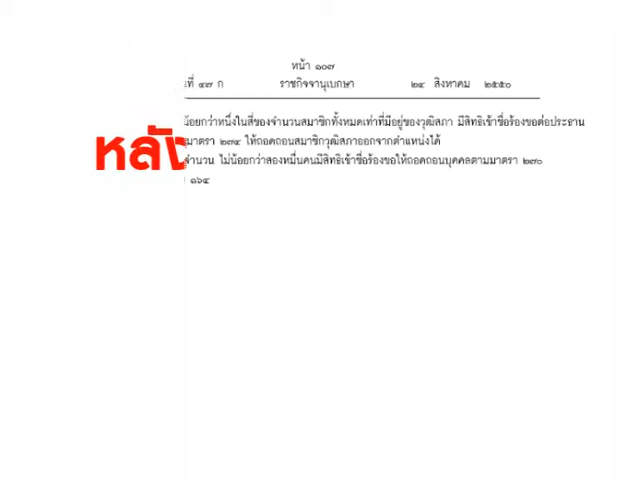 หน้า ๑๐๗
ที่ ๔๗ ก ราชกิจจานุเบกษา ๒๔ สิงหาคม ๒๕๕๐
น้อยกว่าหนึ่งในสี่ของจำนวนสมาชิกทั้งหมดเท่าที่มีอยู่ของวุฒิสภา มีสิทธิเข้าชื่อร้องขอต่อประธาน
มาตรา ๒๗๔ ให้ถอดถอนสมาชิกวุฒิสภาออกจากตำแหน่งได้
หลัง
จำนวน ไม่น้อยกว่าสองหมื่นคนมีสิทธิเข้าชื่อร้องขอให้ถอดถอนบุคคลตามมาตรา ๒๗๐
๑๖๔